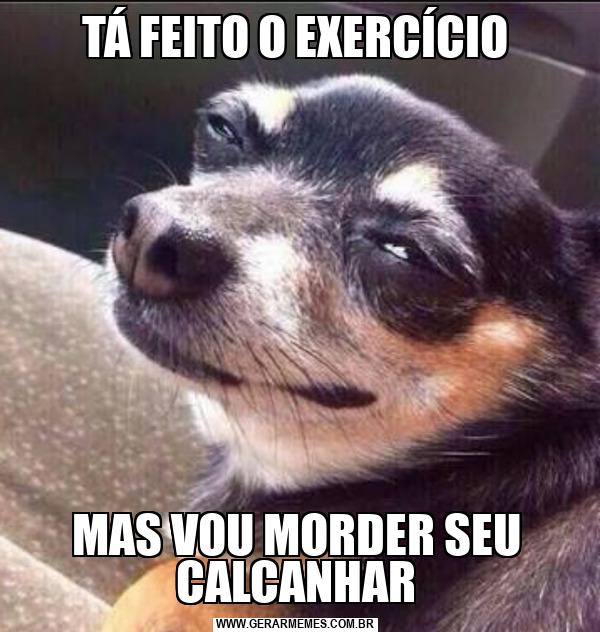 TÁ FEITO O EXERCÍCIO
MAS VOU MORDER SEU
CALCANHAR
WWW.GERARMEMES.COM.BR